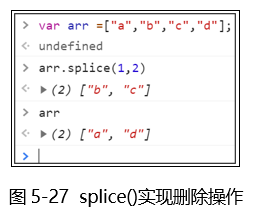 > var arr =["a","b","c","d"];
<· undefined
> arr.splice(1,2)
<· ▶(2) ["b", "c"]
> arr
<· ▶(2) ["a", "d"]
>
图 5-27 splice()实现删除操作